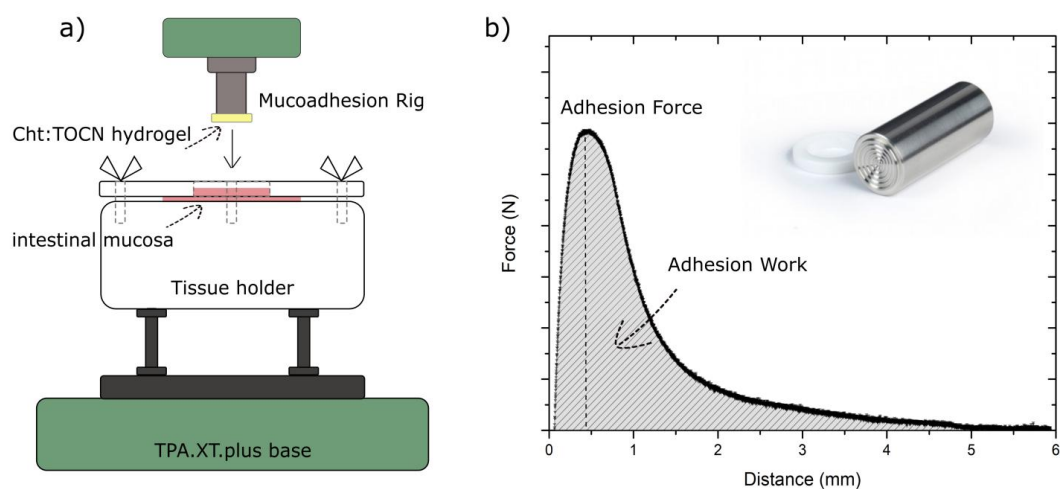 a)
Mucoadhesion Rig
Cht:TOCN hydrogel
intestinal mucosa
Tissue holder
TPA.XT.plus base
b)
Adhesion Force
Adhesion Work
Force (N)
0 1 2 3 4 5 6
Distance (mm)